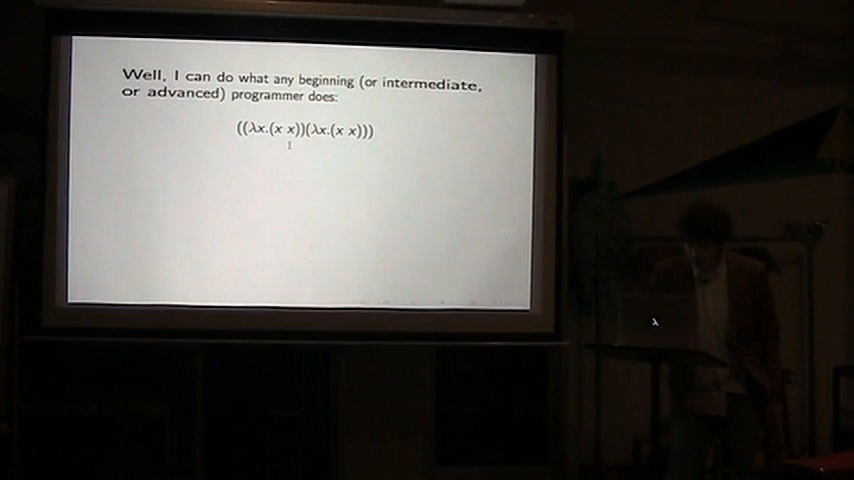 Well, I can do what any beginning (or intermediate,
or advanced) programmer does:
((λx.(x x))(λx.(x x)))
λ